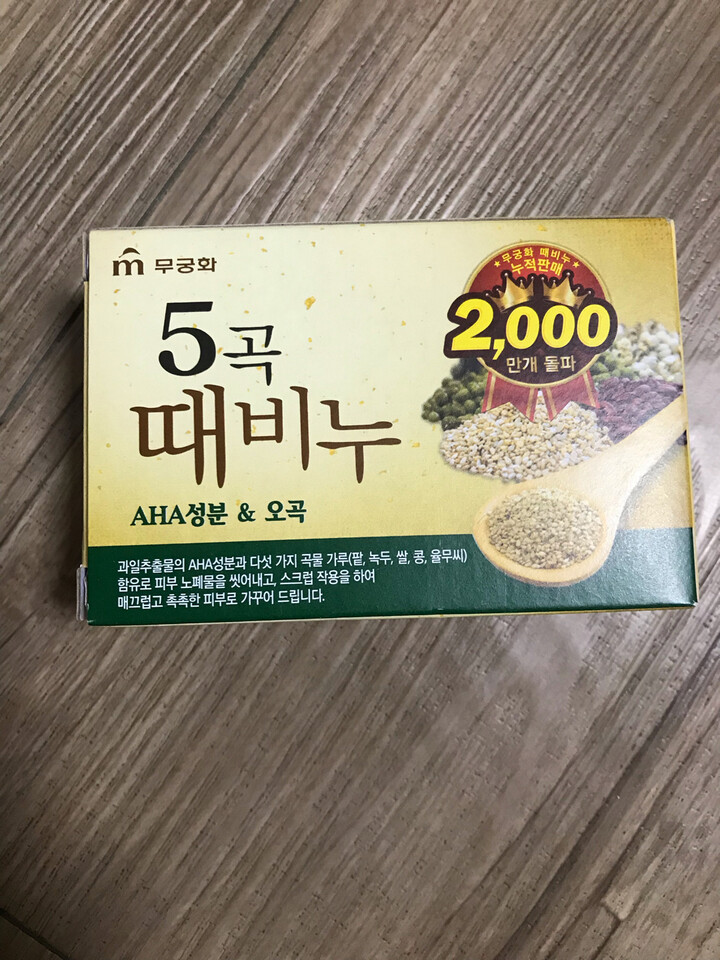 m 무궁화
5곡
때비누
AHA성분 & 오곡
★ 무궁화 때비누 ★
누적판매
2,000
만개 돌파
과일추출물의 AHA성분과 다섯 가지 곡물 가루(팥, 녹두, 쌀, 콩, 율무씨)
함유로 피부 노폐물을 씻어내고, 스크럽 작용을 하여
매끄럽고 촉촉한 피부로 가꾸어 드립니다.